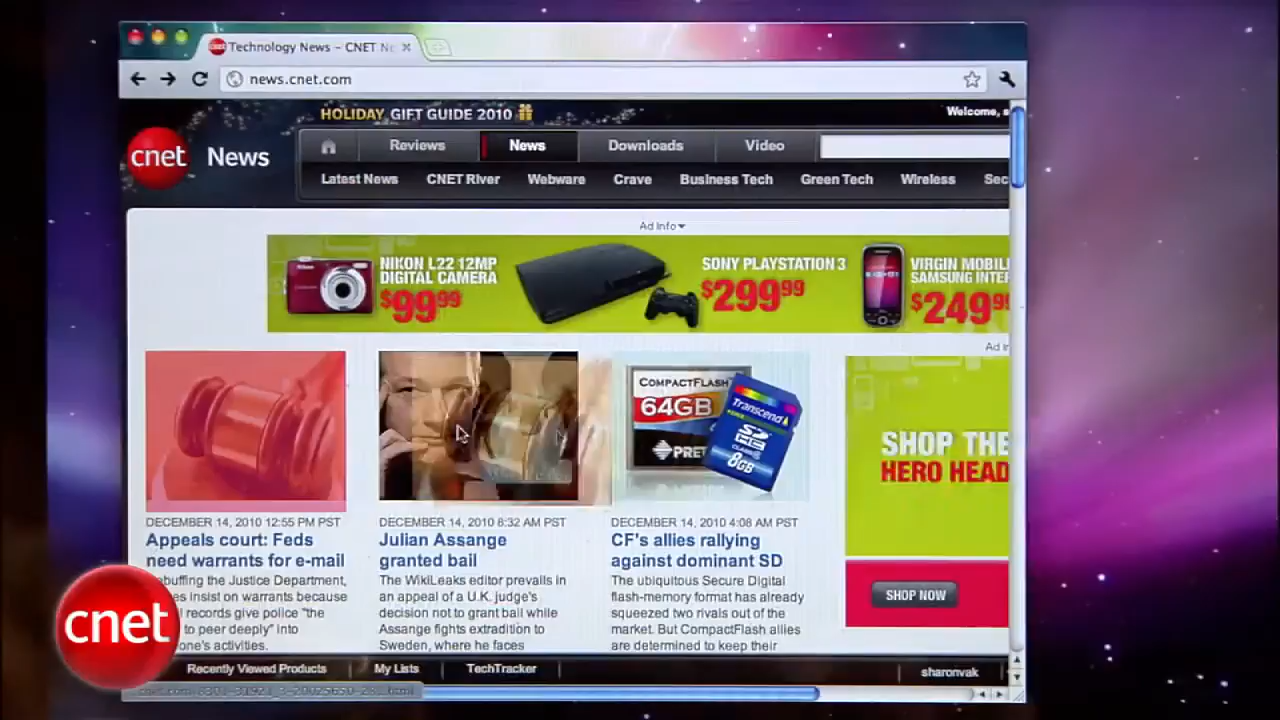 cnet Technology News – CNET Ne
news.cnet.com
HOLIDAY GIFT GUIDE 2010
Welcome, s
cnet News
Reviews News Downloads Video
Latest News CNET River Webware Crave Business Tech Green Tech Wireless Sec
Ad Info
NIKON L22 12MP
DIGITAL CAMERA
$99.99
SONY PLAYSTATION 3
$299.99
VIRGIN MOBIL
SAMSUNG INTE
$249.99
Ad In
COMPACTFLASH
64GB
PRET
Transcend
SD
HC
CLASS
8GB
SHOP THE
HERO HEAD
SHOP NOW
DECEMBER 14, 2010 12:55 PM PST
Appeals court: Feds
need warrants for e-mail
ebuffing the Justice Department,
es insist on warrants because
l records give police "the
to peer deeply" into
one's activities.
DECEMBER 14, 2010 6:32 AM PST
Julian Assange
granted bail
The WikiLeaks editor prevails in
an appeal of a U.K. judge's
decision not to grant bail while
Assange fights extradition to
Sweden, where he faces
DECEMBER 14, 2010 4:08 AM PST
CF's allies rallying
against dominant SD
The ubiquitous Secure Digital
flash-memory format has already
squeezed two rivals out of the
market. But CompactFlash allies
are determined to keep their
cnet
Recently Viewed Products My Lists TechTracker sharonvak